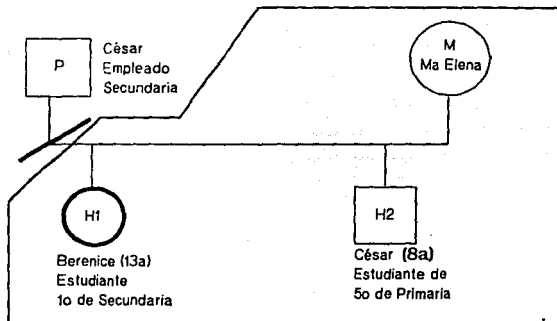 P
César
Empleado
Secundaria
M
Ma Elena
H1
Berenice (13a)
Estudiante
1o de Secundaria
H2
César (8a)
Estudiante de
5o de Primaria